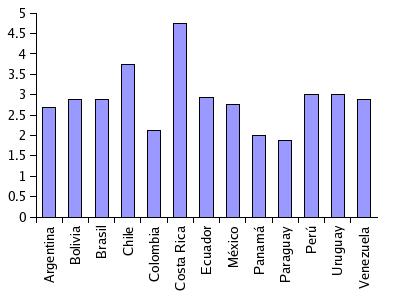 5
4.5
4
3.5
3
2.5
2
1.5
1
0.5
0
Argentina
Bolivia
Brasil
Chile
Colombia
Costa Rica
Ecuador
México
Panamá
Paraguay
Perú
Uruguay
Venezuela